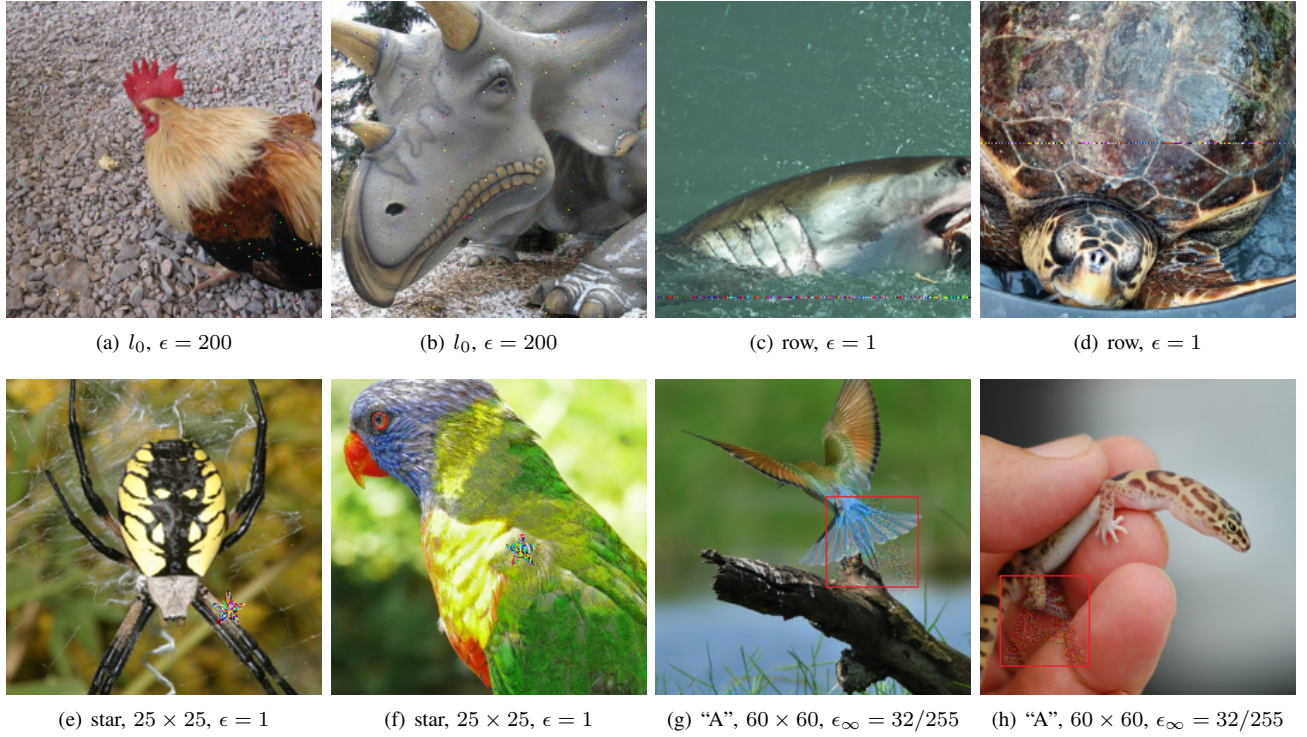 (a) l₀, ϵ = 200
(b) l₀, ϵ = 200
(c) row, ϵ = 1
(d) row, ϵ = 1
(e) star, 25 × 25, ϵ = 1
(f) star, 25 × 25, ϵ = 1
(g) “A”, 60 × 60, ϵ∞ = 32/255
(h) “A”, 60 × 60, ϵ∞ = 32/255